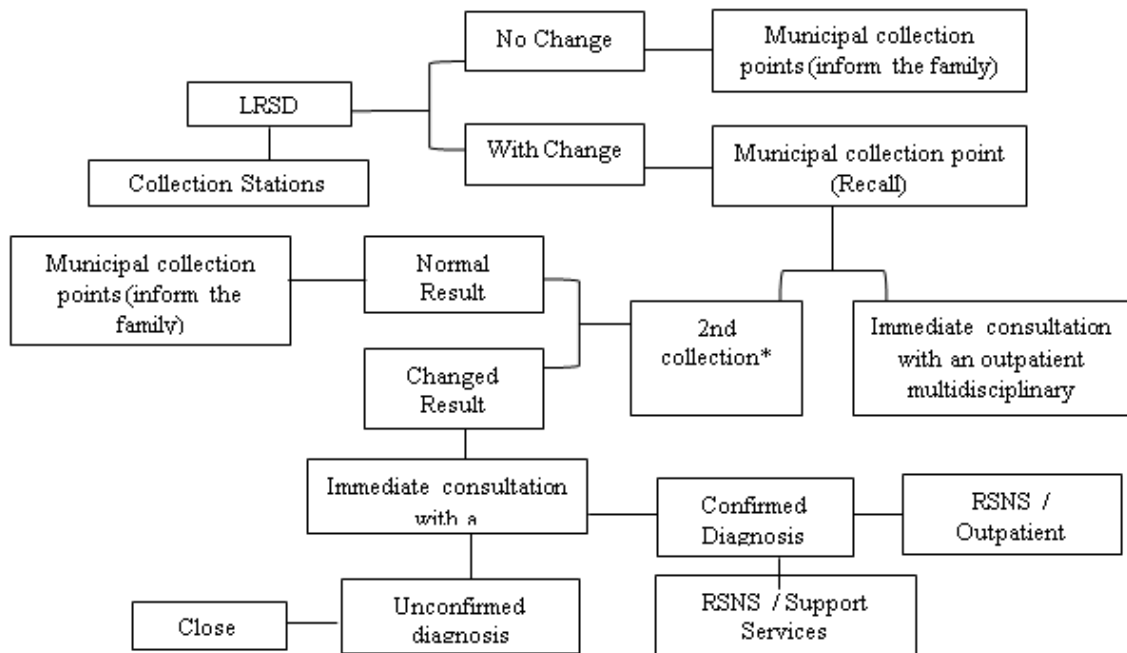 No Change
Municipal collection
points (inform the family)
LRSD
With Change
Municipal collection point
(Recall)
Collection Stations
Municipal collection
points (inform the
family)
Normal
Result
2nd
collection*
Immediate consultation
with an outpatient
multidisciplinary
Changed
Result
Immediate consultation
with a
Confirmed
Diagnosis
RSNS /
Outpatient
Unconfirmed
diagnosis
Close
RSNS / Support
Services